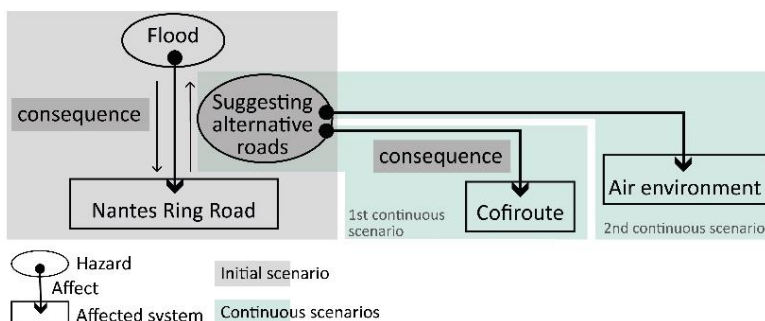 Flood
consequence
Suggesting
alternative
roads
consequence
Nantes Ring Road
Cofiroute
Air environment
1st continuous
scenario
2nd continuous scenario
Hazard
Affect
Affected system
Initial scenario
Continuous scenarios